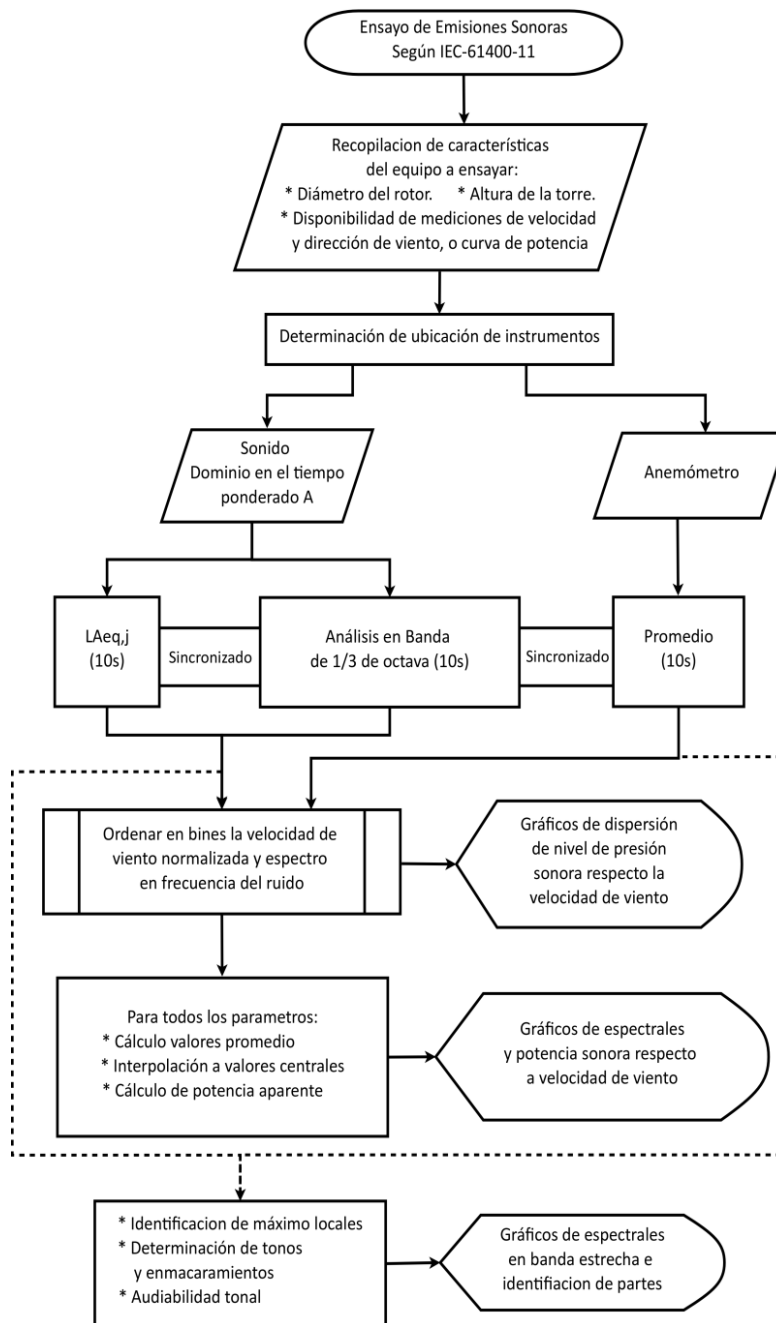 Ensayo de Emisiones Sonoras
Según IEC-61400-11
Recopilacion de características
del equipo a ensayar:
* Diámetro del rotor. * Altura de la torre.
* Disponibilidad de mediciones de velocidad
y dirección de viento, o curva de potencia
Determinación de ubicación de instrumentos
Sonido
Dominio en el tiempo
ponderado A
Anemómetro
LAeq,j
(10s)
Sincronizado
Análisis en Banda
de 1/3 de octava (10s)
Sincronizado
Promedio
(10s)
Ordenar en bines la velocidad de
viento normalizada y espectro
en frecuencia del ruido
Gráficos de dispersión
de nivel de presión
sonora respecto la
velocidad de viento
Para todos los parametros:
* Cálculo valores promedio
* Interpolación a valores centrales
* Cálculo de potencia aparente
Gráficos de espectrales
y potencia sonora respecto
a velocidad de viento
* Identificacion de máximo locales
* Determinación de tonos
y enmacaramientos
* Audiabilidad tonal
Gráficos de espectrales
en banda estrecha e
identifiacion de partes